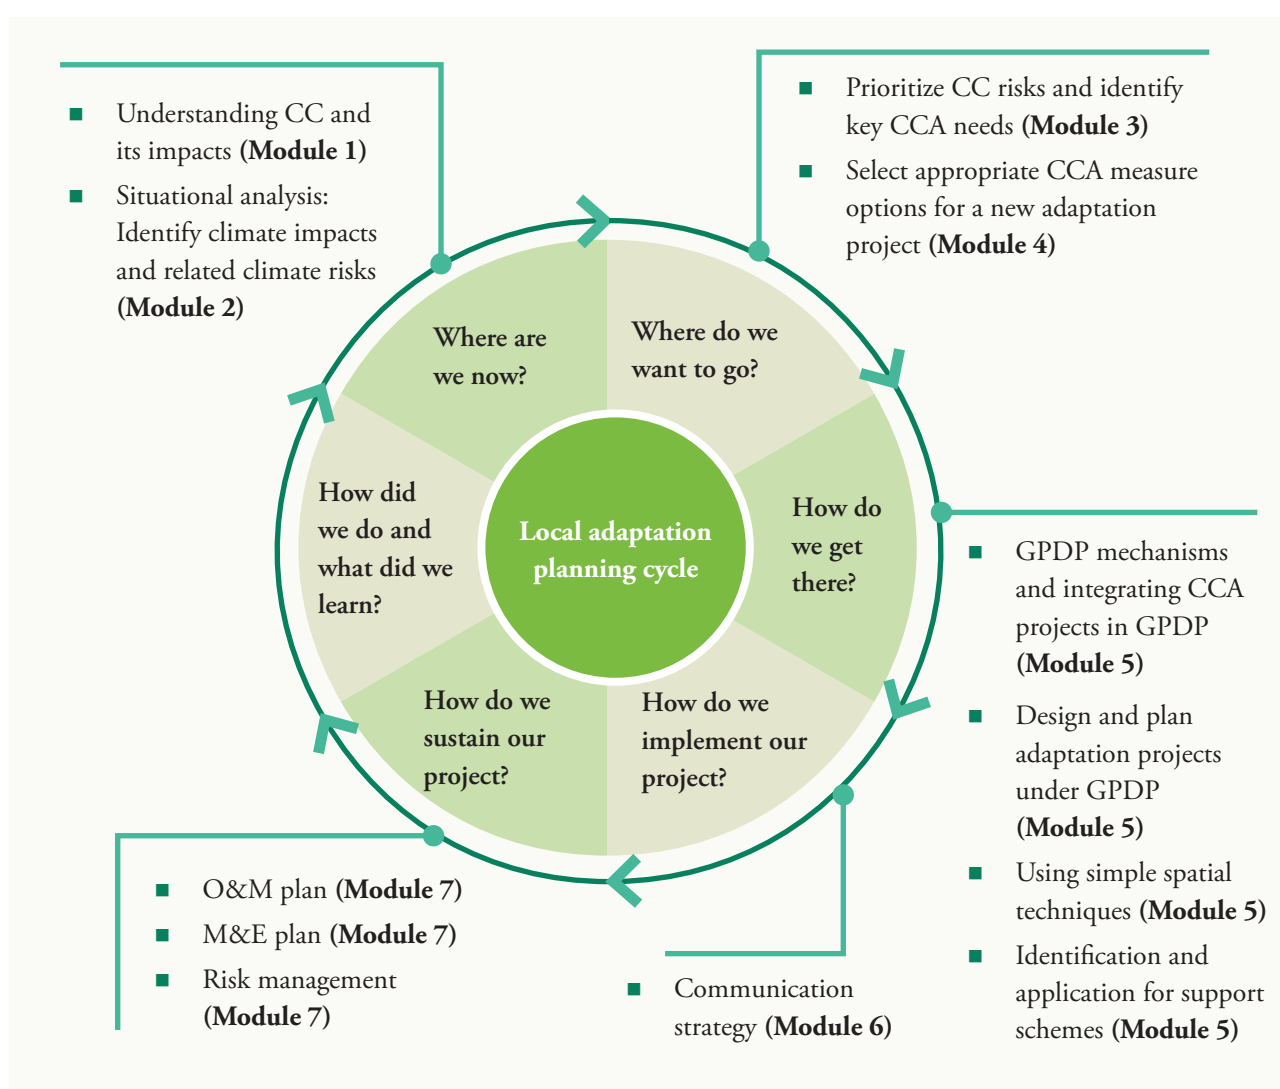 Understanding CC and
its impacts (Module 1)
Situational analysis:
Identify climate impacts
and related climate risks
(Module 2)
Prioritize CC risks and identify
key CCA needs (Module 3)
Select appropriate CCA measure
options for a new adaptation
project (Module 4)
Where are
we now?
Where do we
want to go?
How do
we get
there?
How do we
implement our
project?
How do we
sustain our
project?
How did
we do and
what did we
learn?
Local adaptation
planning cycle
GPDP mechanisms
and integrating CCA
projects in GPDP
(Module 5)
Design and plan
adaptation projects
under GPDP
(Module 5)
Using simple spatial
techniques (Module 5)
Identification and
application for support
schemes (Module 5)
Communication
strategy (Module 6)
O&M plan (Module 7)
M&E plan (Module 7)
Risk management
(Module 7)